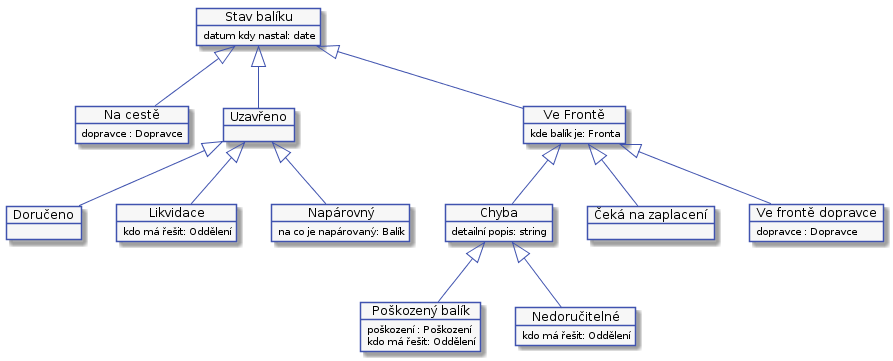 Stav balíku
datum kdy nastal: date
Na cestě
dopravce : Dopravce
Uzavřeno
Ve Frontě
kde balík je: Fronta
Doručeno
Likvidace
kdo má řešit: Oddělení
Napárovný
na co je napárovaný: Balík
Chyba
detailní popis: string
Čeká na zaplacení
Ve frontě dopravce
dopravce : Dopravce
Poškozený balík
poškození : Poškození
kdo má řešit: Oddělení
Nedoručitelné
kdo má řešit: Oddělení